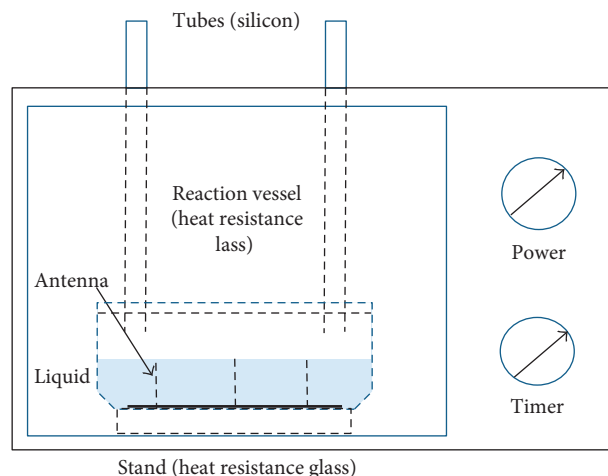 Tubes (silicon)
Reaction vessel
(heat resistance
lass)
Power
Antenna
Liquid
Timer
Stand (heat resistance glass)